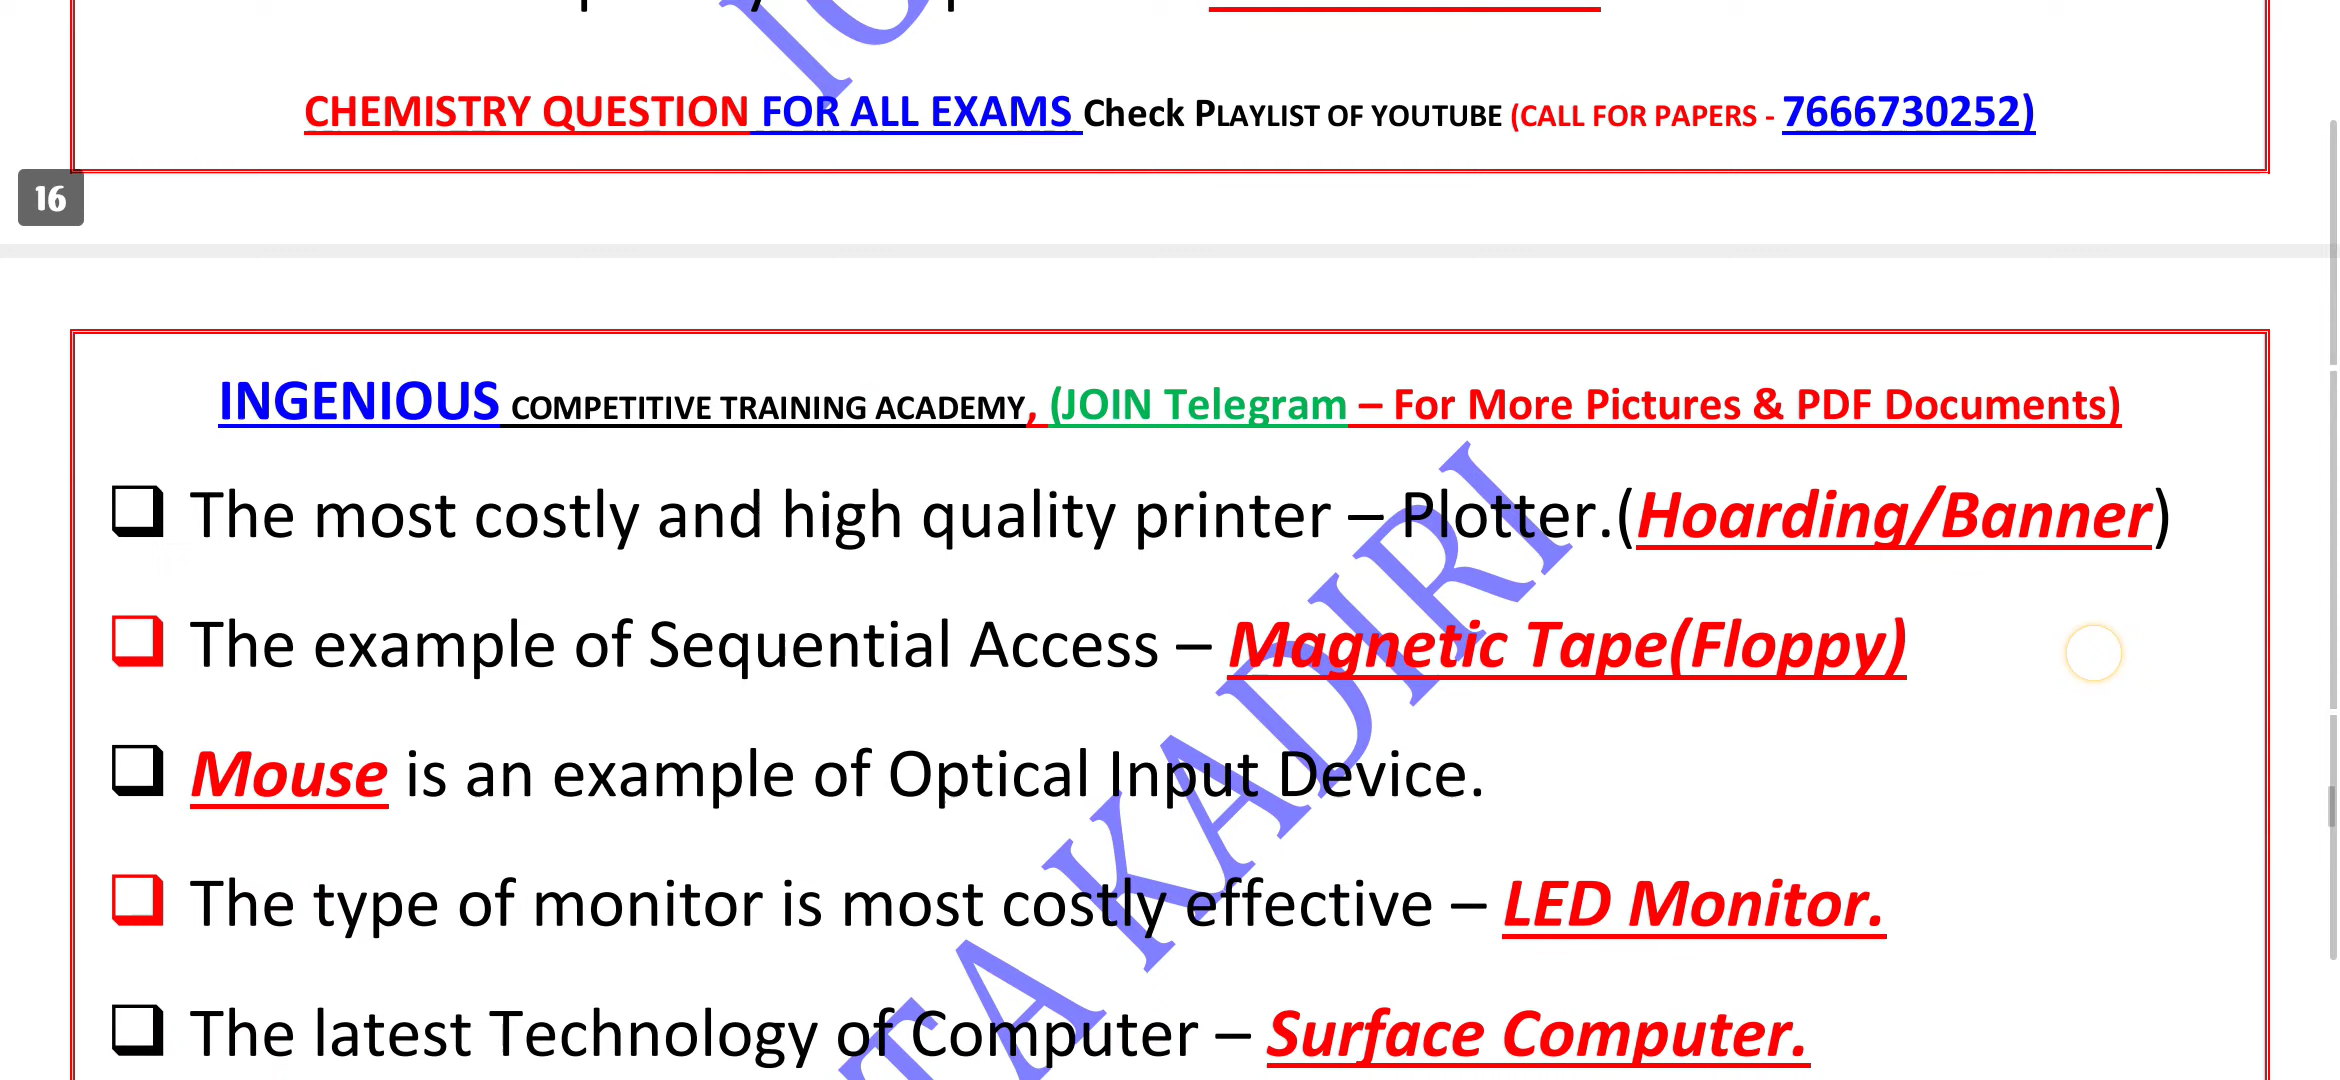 CHEMISTRY QUESTION FOR ALL EXAMS Check PLAYLIST OF YOUTUBE (CALL FOR PAPERS - 7666730252)
16
INGENIOUS COMPETITIVE TRAINING ACADEMY, (JOIN Telegram – For More Pictures & PDF Documents)
❑ The most costly and high quality printer – Plotter.(Hoarding/Banner)
❑ The example of Sequential Access – Magnetic Tape(Floppy)
❑ Mouse is an example of Optical Input Device.
❑ The type of monitor is most costly effective – LED Monitor.
❑ The latest Technology of Computer – Surface Computer.
TA KADIRI